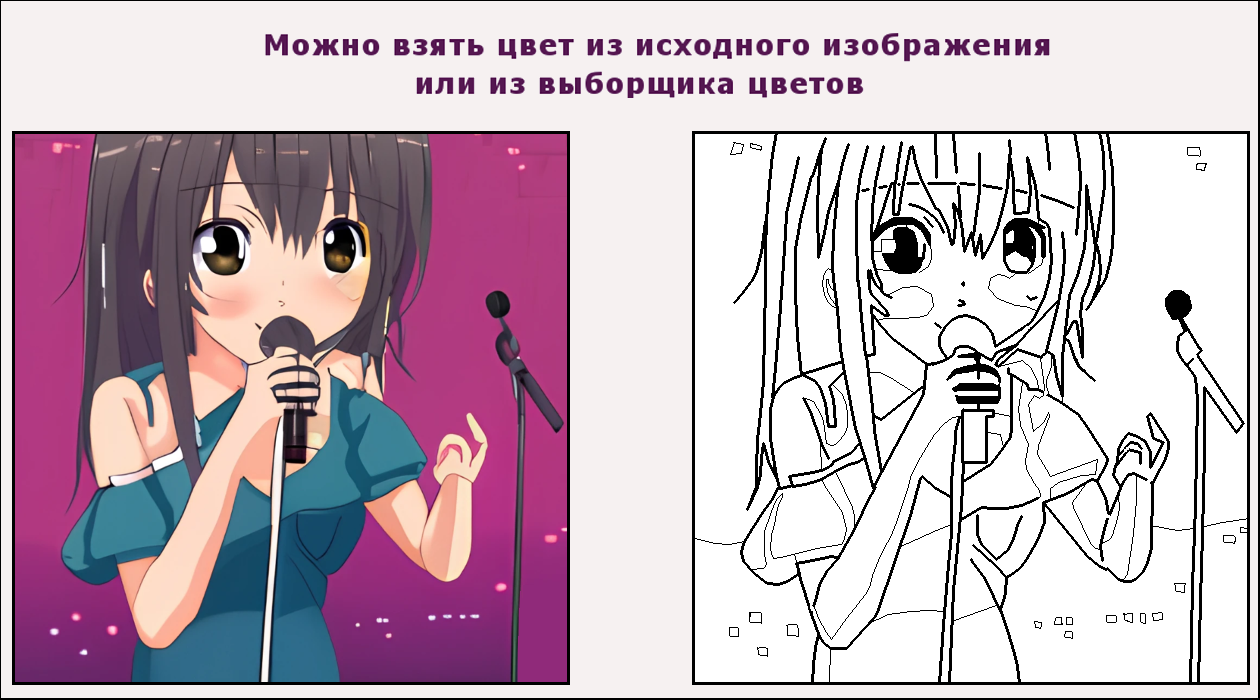 Можно взять цвет из исходного изображения
или из выборщика цветов